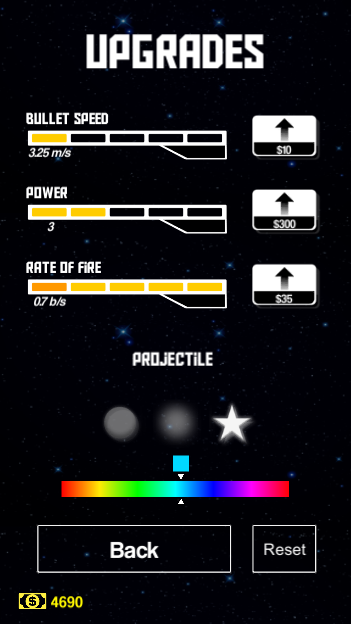 UPGRADES
BULLET SPEED
3.25 m/s
$10
POWER
3
$300
RATE OF FIRE
0.7 b/s
$35
PROJECTILE
Back
Reset
$ 4690